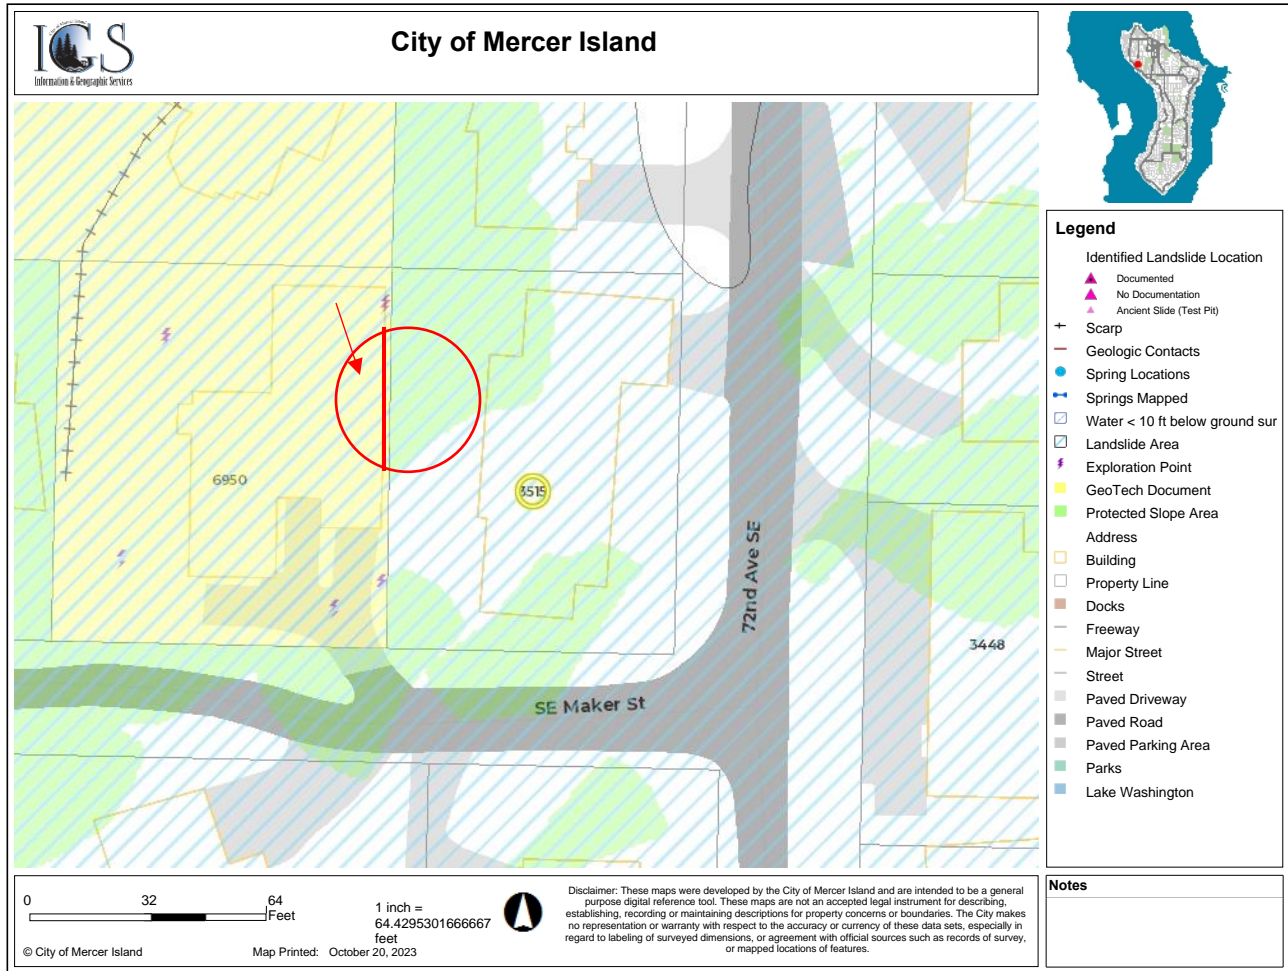 IGS
Information & Geographic Services
City of Mercer Island
6950
3515
72nd Ave SE
SE Maker St
3448
Legend
Identified Landslide Location
Documented
No Documentation
Ancient Slide (Test Pit)
Scarp
Geologic Contacts
Spring Locations
Springs Mapped
Water < 10 ft below ground sur
Landslide Area
Exploration Point
GeoTech Document
Protected Slope Area
Address
Building
Property Line
Docks
Freeway
Major Street
Street
Paved Driveway
Paved Road
Paved Parking Area
Parks
Lake Washington
0 32 64
Feet
1 inch =
64.4295301666667
feet
© City of Mercer Island
Map Printed: October 20, 2023
Disclaimer: These maps were developed by the City of Mercer Island and are intended to be a general
purpose digital reference tool. These maps are not an accepted legal instrument for describing,
establishing, recording or maintaining descriptions for property concerns or boundaries. The City makes
no representation or warranty with respect to the accuracy or currency of these data sets, especially in
regard to labeling of surveyed dimensions, or agreement with official sources such as records of survey,
or mapped locations of features.
Notes